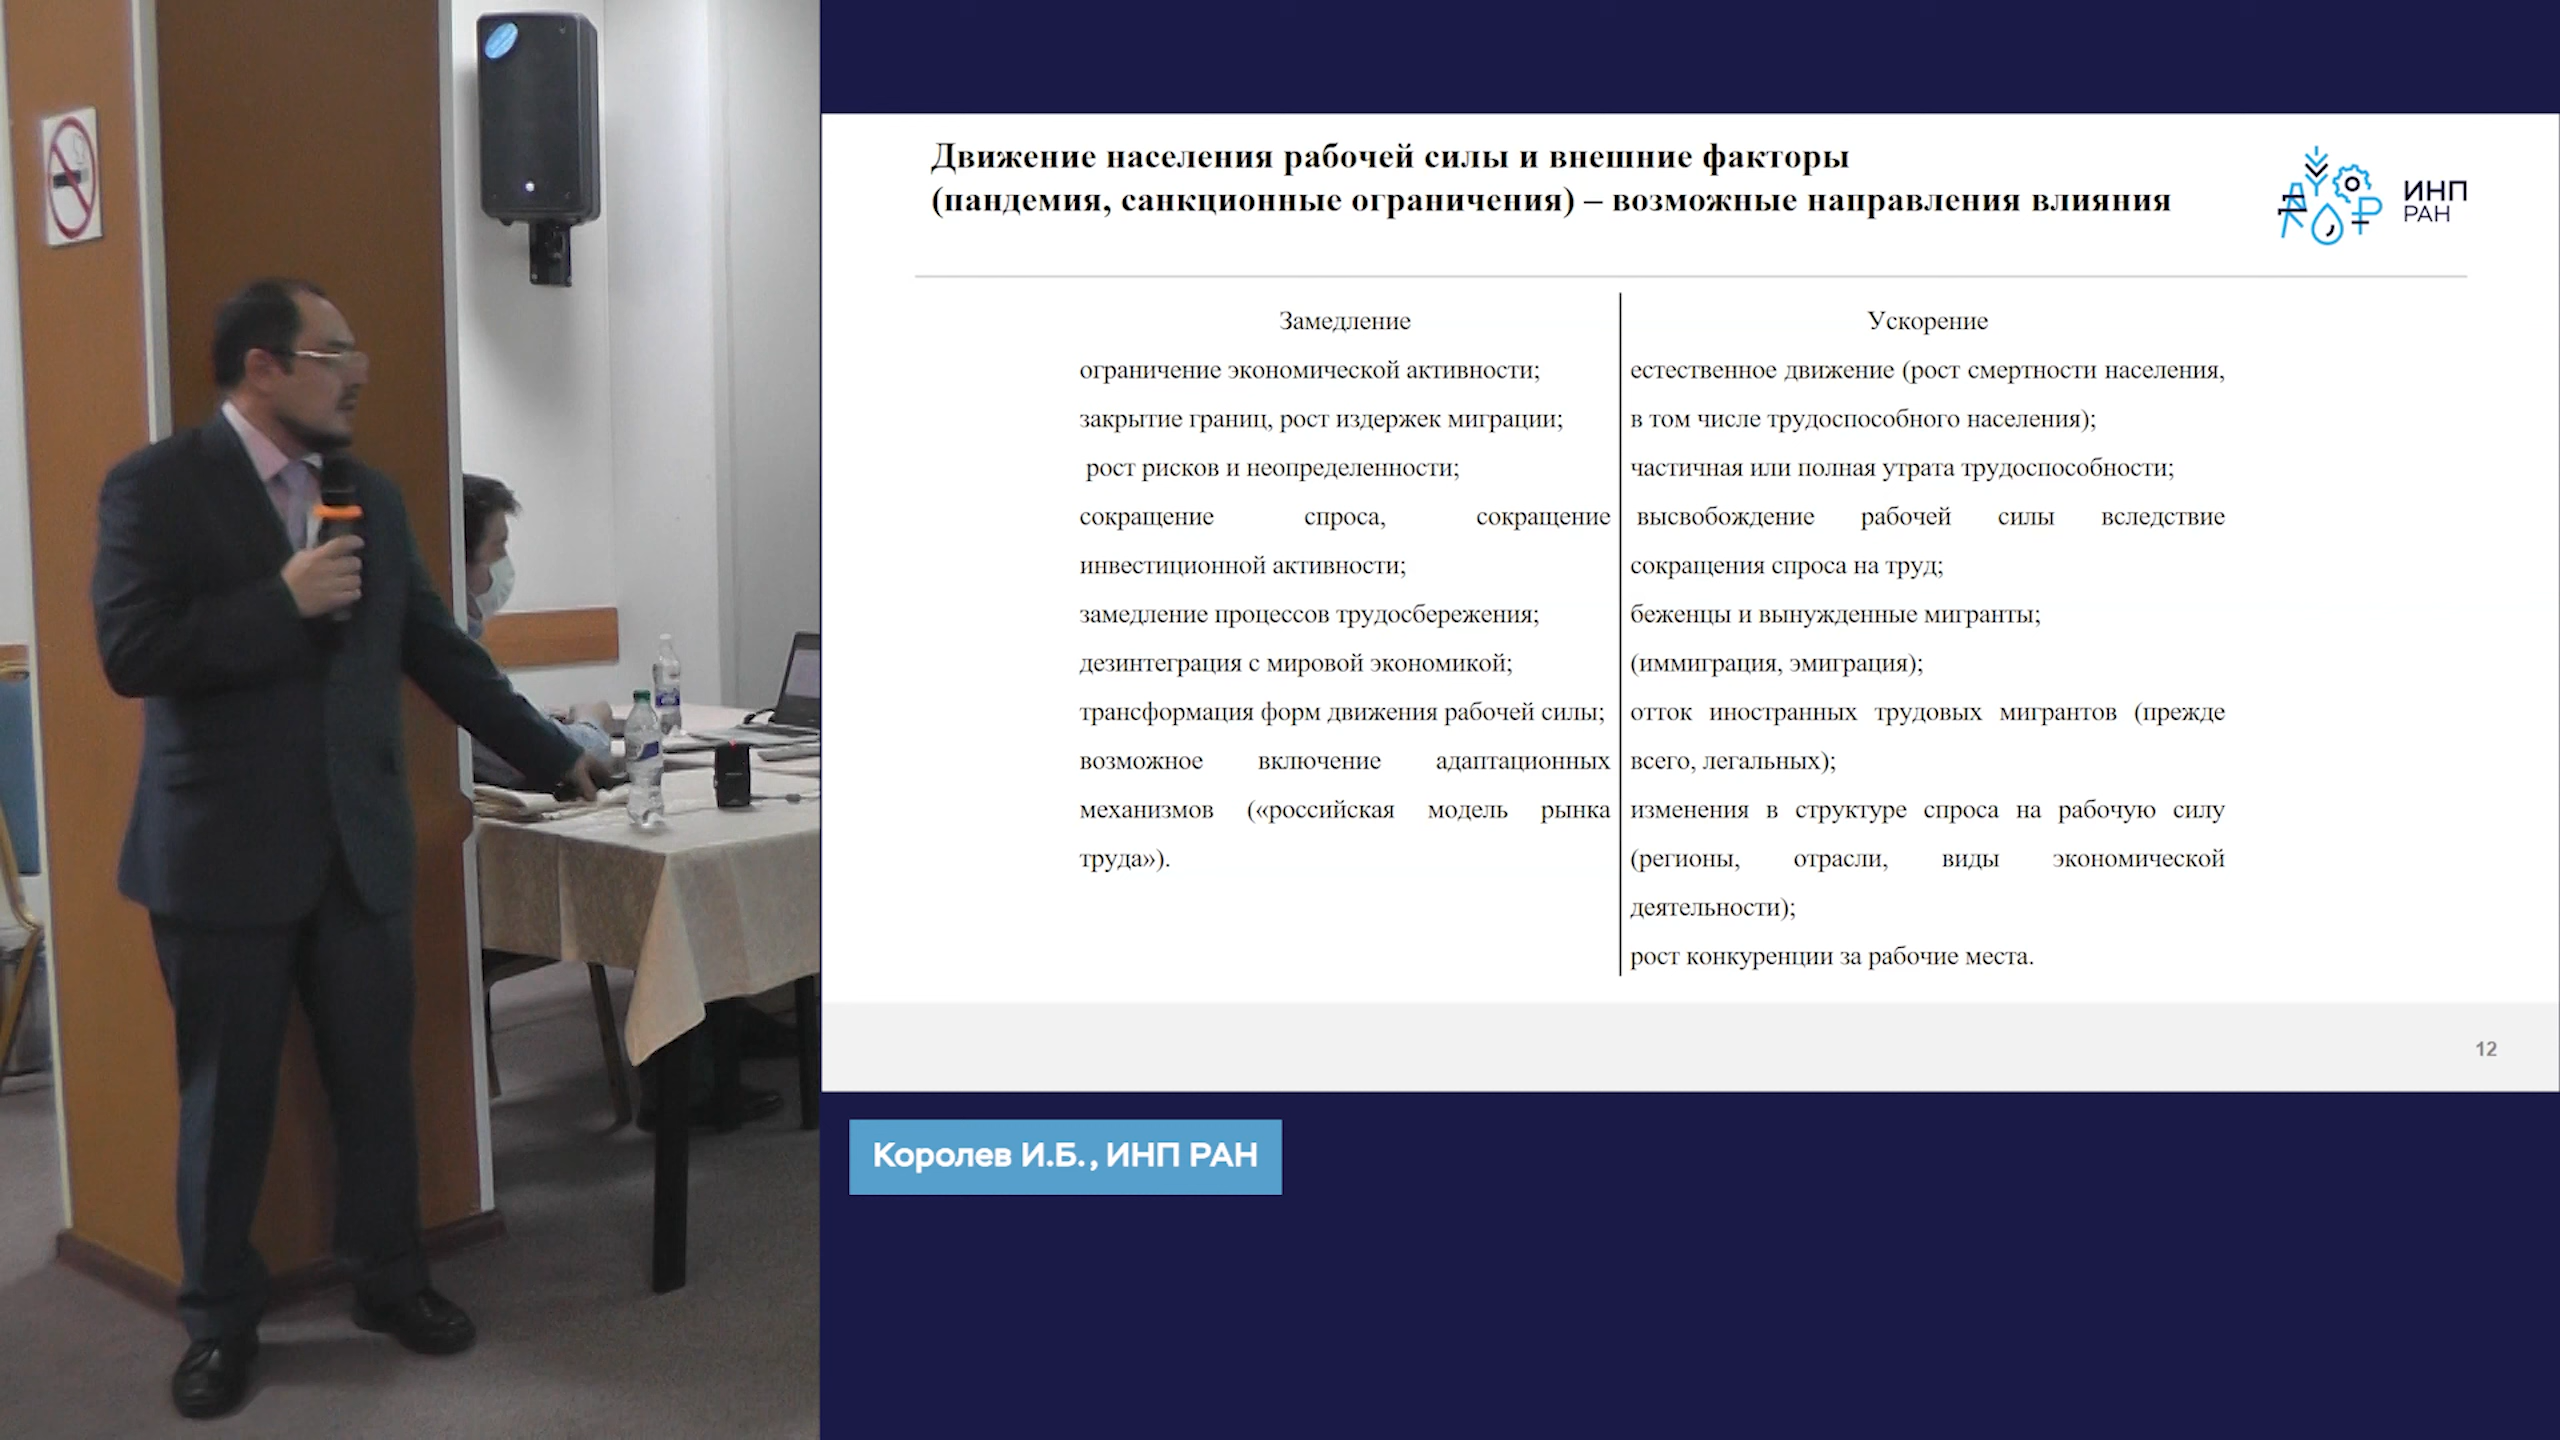 Движение населения рабочей силы и внешние факторы
(пандемия, санкционные ограничения) – возможные направления влияния
ИНП
РАН
Замедление
ограничение экономической активности;
закрытие границ, рост издержек миграции;
рост рисков и неопределенности;
сокращение спроса, сокращение
инвестиционной активности;
замедление процессов трудосбережения;
дезинтеграция с мировой экономикой;
трансформация форм движения рабочей силы;
возможное включение адаптационных
механизмов («российская модель рынка
труда»).
Ускорение
естественное движение (рост смертности населения,
в том числе трудоспособного населения);
частичная или полная утрата трудоспособности;
высвобождение рабочей силы вследствие
сокращения спроса на труд;
беженцы и вынужденные мигранты;
(иммиграция, эмиграция);
отток иностранных трудовых мигрантов (прежде
всего, легальных);
изменения в структуре спроса на рабочую силу
(регионы, отрасли, виды экономической
деятельности);
рост конкуренции за рабочие места.
12
Королев И.Б., ИНП РАН